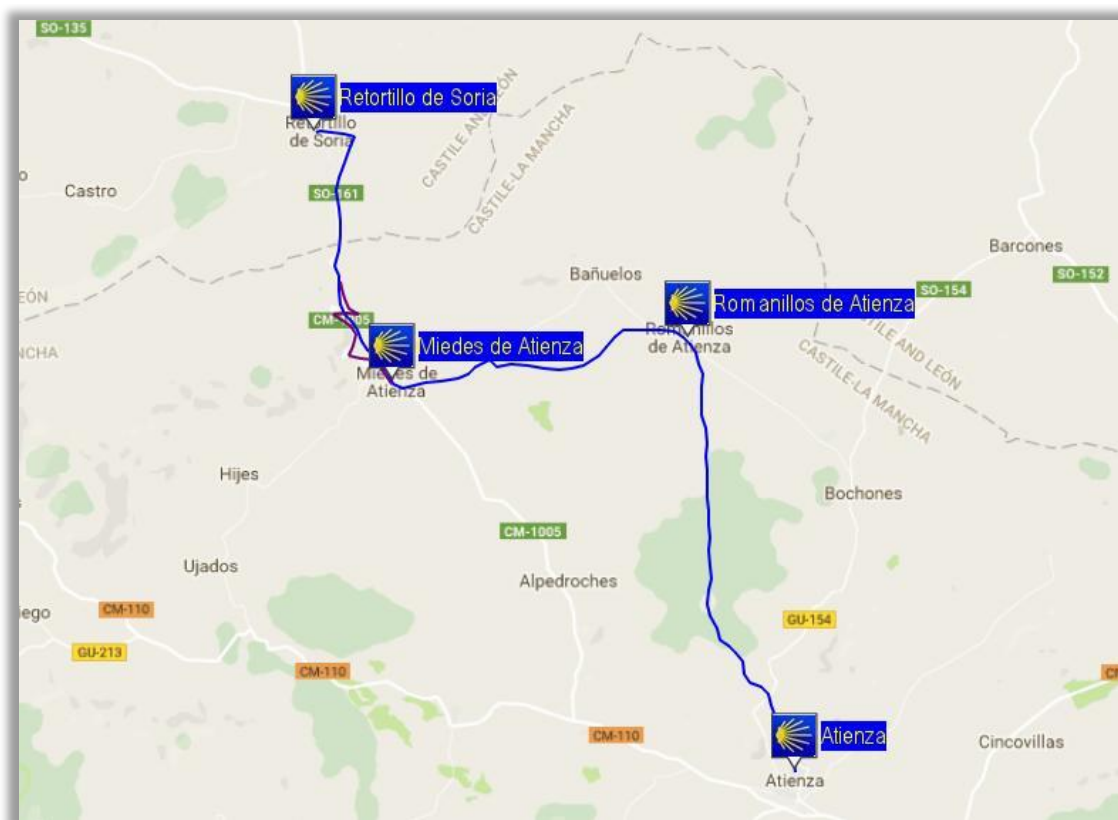 SO-135
Retortillo de Soria
Retortillo
de Soria
CASTILE AND LEÓN
CASTILE-LA MANCHA
SO-161
Castro
Barcones
Bañuelos
SO-152
SO-154
EÓN
Romanillos de Atienza
Romanillos
de Atienza
CASTILE AND LEÓN
CASTILE-LA MANCHA
CM-1005
Miedes de Atienza
NCHA
Miedes de
Atienza
Hijes
Bochones
CM-1005
Ujados
Alpedroches
CM-110
iego
GU-154
GU-213
CM-110
CM-110
Atienza
Cincovillas
Atienza